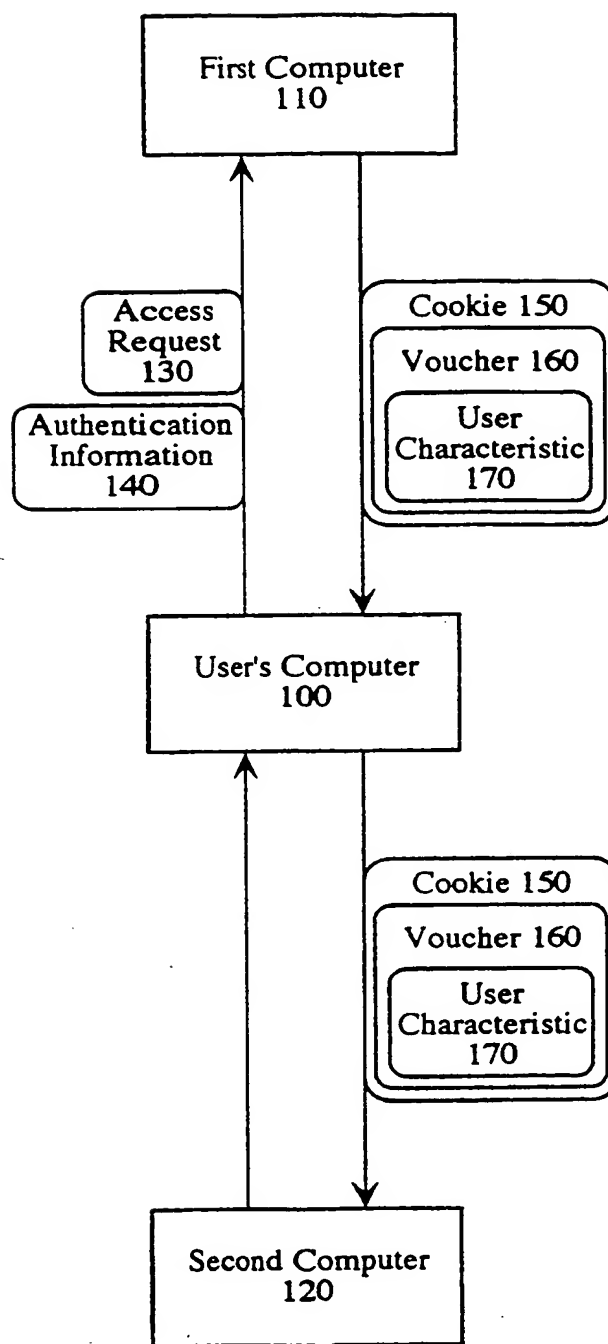 First Computer
110
Access
Request
130
Authentication
Information
140
Cookie 150
Voucher 160
User
Characteristic
170
User's Computer
100
Cookie 150
Voucher 160
User
Characteristic
170
Second Computer
120